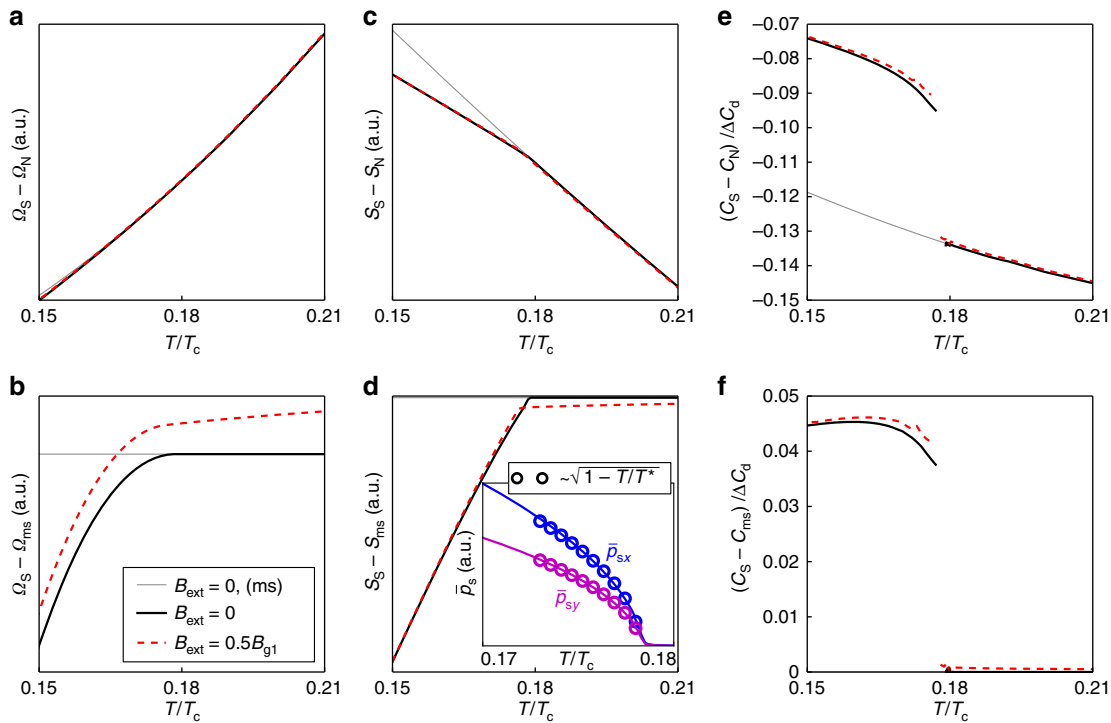 a
Ω_S – Ω_N (a.u.)
0.15 0.18 0.21
T/T_c
c
S_S – S_N (a.u.)
0.15 0.18 0.21
T/T_c
e
(C_S – C_N) /ΔC_d
–0.07
–0.08
–0.09
–0.10
–0.11
–0.12
–0.13
–0.14
–0.15
0.15 0.18 0.21
T/T_c
b
Ω_S – Ω_ms (a.u.)
B_ext = 0, (ms)
B_ext = 0
B_ext = 0.5B_g1
0.15 0.18 0.21
T/T_c
d
S_S – S_ms (a.u.)
~√1 – T/T*
p̄_s (a.u.)
p̄_sx
p̄_sy
0.17 T/T_c 0.18
0.15 0.18 0.21
T/T_c
f
(C_S – C_ms) /ΔC_d
0.05
0.04
0.03
0.02
0.01
0
0.15 0.18 0.21
T/T_c